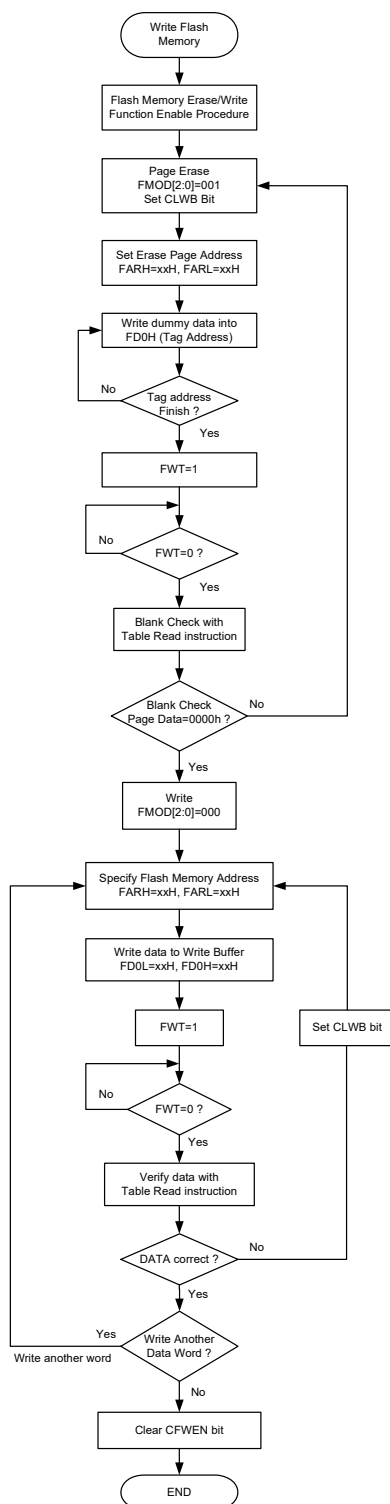 Write Flash
Memory
Flash Memory Erase/Write
Function Enable Procedure
Page Erase
FMOD[2:0]=001
Set CLWB Bit
Set Erase Page Address
FARH=xxH, FARL=xxH
Write dummy data into
FD0H (Tag Address)
No
Tag address
Finish ?
Yes
FWT=1
No
FWT=0 ?
Yes
Blank Check with
Table Read instruction
Blank Check
Page Data=0000h ?
No
Yes
Write
FMOD[2:0]=000
Specify Flash Memory Address
FARH=xxH, FARL=xxH
Write data to Write Buffer
FD0L=xxH, FD0H=xxH
FWT=1
Set CLWB bit
No
FWT=0 ?
Yes
Verify data with
Table Read instruction
DATA correct ?
No
Yes
Yes
Write another word
Write Another
Data Word ?
No
Clear CFWEN bit
END